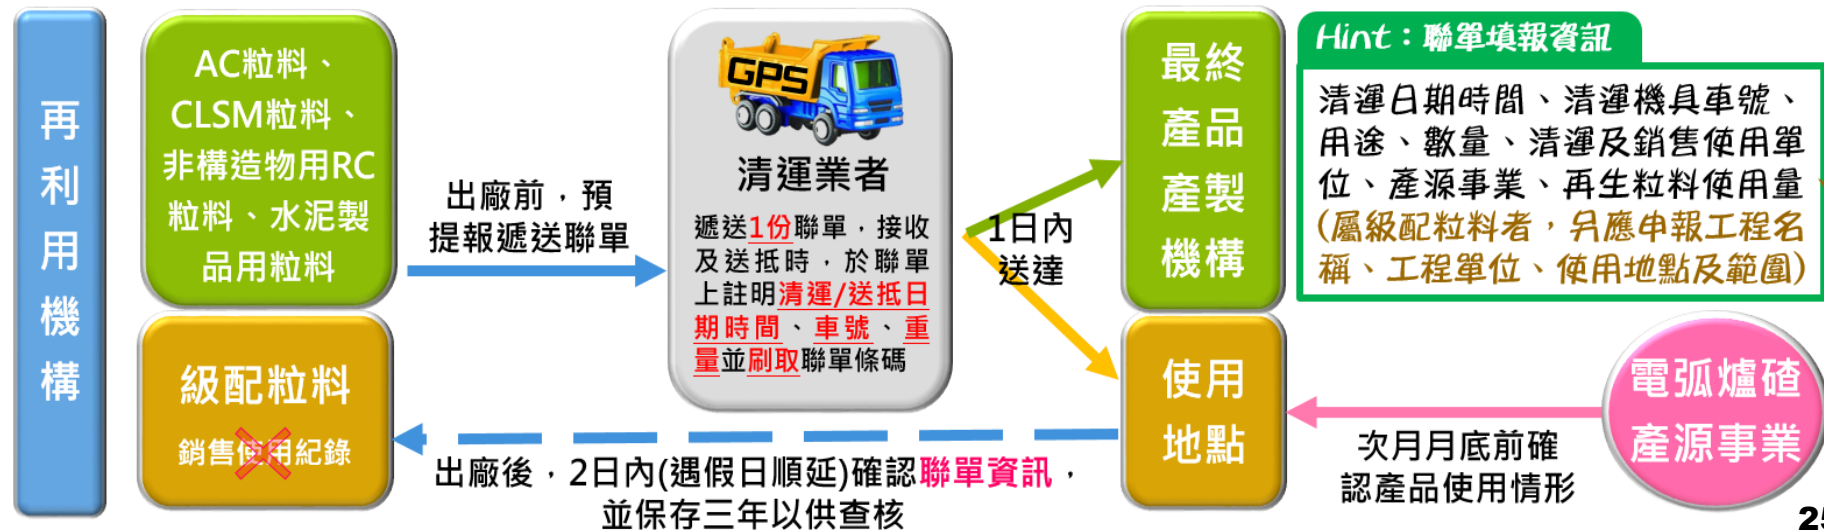 再
利
用
機
構
AC粒料、
CLSM粒料、
非構造物用RC
粒料、水泥製
品用粒料
級配粒料
銷售使用紀錄
出廠前，預
提報遞送聯單
GPS
清運業者
遞送1份聯單，接收
及送抵時，於聯單
上註明清運/送抵日
期時間、車號、重
量並刷取聯單條碼
1日內
送達
最終
產品
產製
機構
使用
地點
Hint：聯單填報資訊
清運日期時間、清運機具車號、
用途、數量、清運及銷售使用單
位、產源事業、再生粒料使用量
(屬級配粒料者，另應申報工程名
稱、工程單位、使用地點及範圍)
電弧爐碴
產源事業
次月月底前確
認產品使用情形
出廠後，2日內(遇假日順延)確認聯單資訊，
並保存三年以供查核